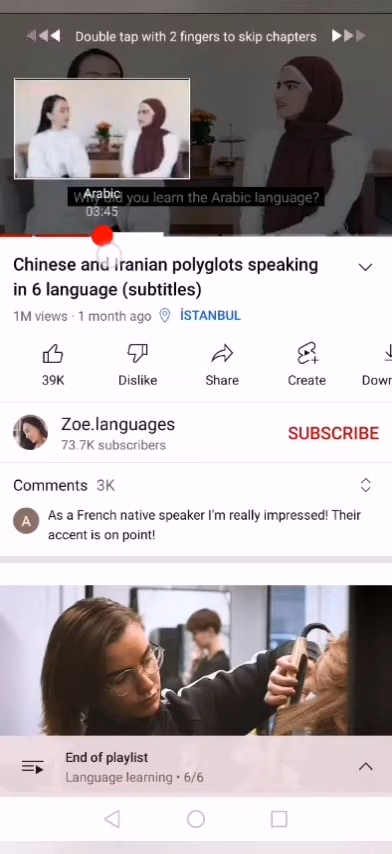 Double tap with 2 fingers to skip chapters
Why did you learn the Arabic language?
Arabic
03:45
Chinese and Iranian polyglots speaking
in 6 language (subtitles)
1M views · 1 month ago İSTANBUL
39K
Dislike
Share
Create
Down
Zoe.languages
73.7K subscribers
SUBSCRIBE
Comments 3K
A
As a French native speaker I'm really impressed! Their
accent is on point!
End of playlist
Language learning • 6/6